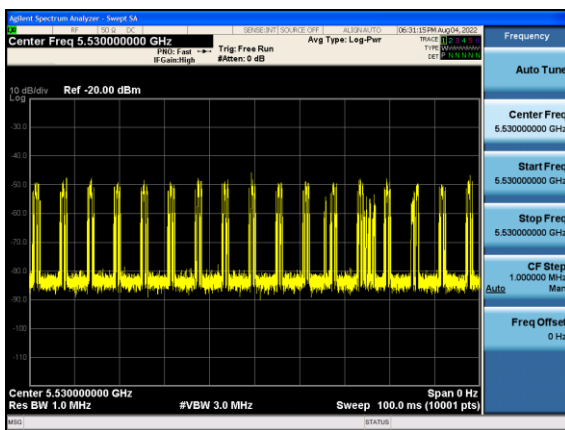 Agilent Spectrum Analyzer - Swept SA
RF 50 Ω DC SENSE:INT SOURCE OFF ALIGN AUTO 06:31:15 PM Aug 04, 2022
Center Freq 5.530000000 GHz
PNO: Fast
IFGain:High
Trig: Free Run
#Atten: 0 dB
Avg Type: Log-Pwr
TRACE 1 2 3 4 5 6
TYPE
DET P N N N N N
10 dB/div
Log
Ref -20.00 dBm
-30.0
-40.0
-50.0
-60.0
-70.0
-80.0
-90.0
-100
-110
Center 5.530000000 GHz
Span 0 Hz
Res BW 1.0 MHz
#VBW 3.0 MHz
Sweep 100.0 ms (10001 pts)
MSG
STATUS
Frequency
Auto Tune
Center Freq
5.530000000 GHz
Start Freq
5.530000000 GHz
Stop Freq
5.530000000 GHz
CF Step
1.000000 MHz
Auto Man
Freq Offset
0 Hz